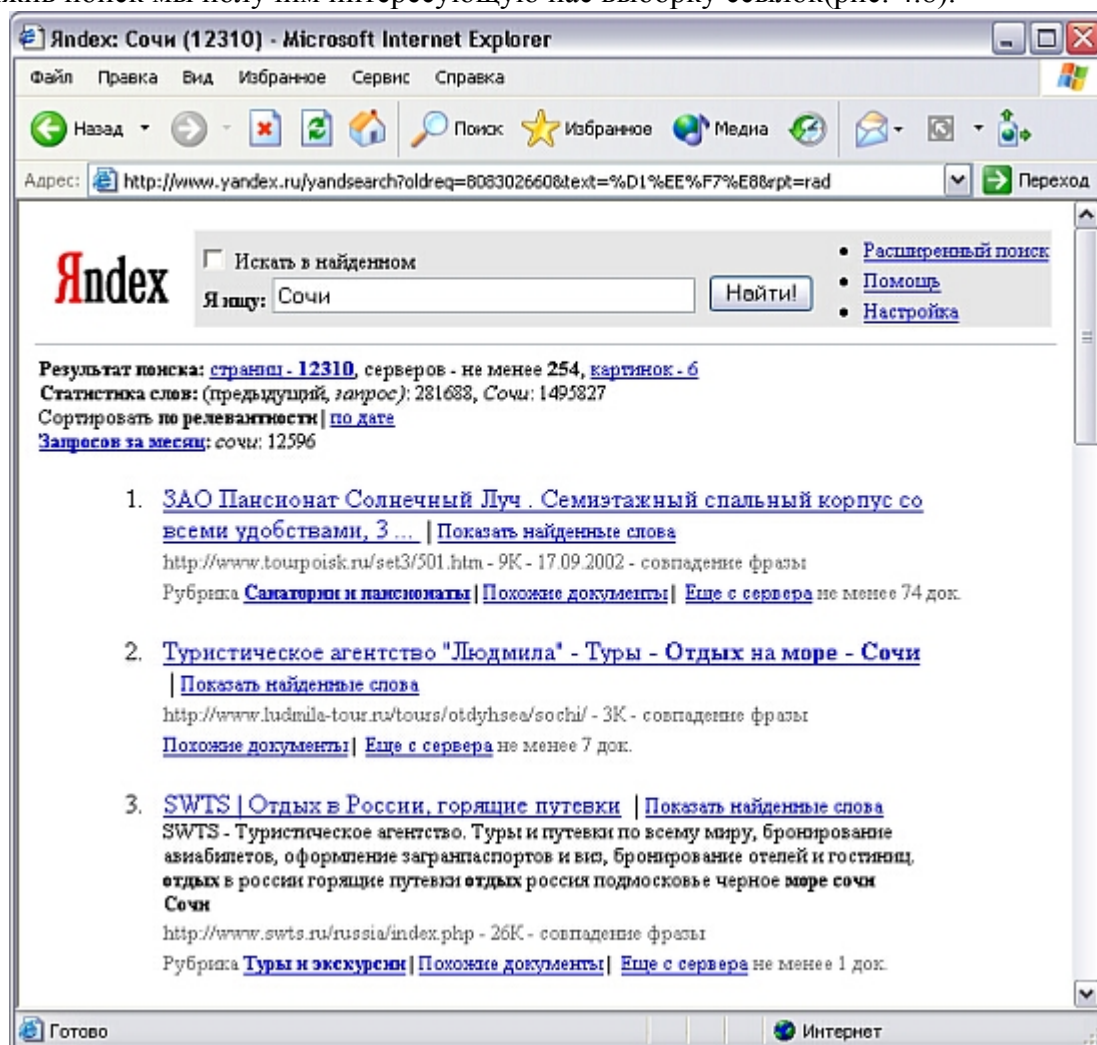 поиск мы получим интересующую нас выборку ссылок(рис. 4.8).
Яndex: Сочи (12310) - Microsoft Internet Explorer
Файл Правка Вид Избранное Сервис Справка
Назад Поиск Избранное Медиа
Адрес: http://www.yandex.ru/yandsearch?oldreq=808302660&text=%D1%EE%F7%E8&rpt=rad Переход
Яndex
Искать в найденном
Я ищу: Сочи Найти!
Расширенный поиск
Помощь
Настройка
Результат поиска: страниц - 12310, серверов - не менее 254, картинок - 6
Статистика слов: (предыдущий, запрос): 281688, Сочи: 1495827
Сортировать по релевантности | по дате
Запросов за месяц: сочи: 12596
1. ЗАО Пансионат Солнечный Луч . Семиэтажный спальный корпус со
всеми удобствами, 3 ... | Показать найденные слова
http://www.tourpoisk.ru/set3/501.htm - 9K - 17.09.2002 - совпадение фразы
Рубрика Санатории и пансионаты | Похожие документы | Еще с сервера не менее 74 док.
2. Туристическое агентство "Людмила" - Туры - Отдых на море - Сочи
| Показать найденные слова
http://www.ludmila-tour.ru/tours/otdyhsea/sochi/ - 3K - совпадение фразы
Похожие документы | Еще с сервера не менее 7 док.
3. SWTS | Отдых в России, горящие путевки | Показать найденные слова
SWTS - Туристическое агентство. Туры и путевки по всему миру, бронирование
авиабилетов, оформление загранпаспортов и виз, бронирование отелей и гостиниц.
отдых в россии горящие путевки отдых россия подмосковье черное море сочи
Сочи
http://www.swts.ru/russia/index.php - 26K - совпадение фразы
Рубрика Туры и экскурсии | Похожие документы | Еще с сервера не менее 1 док.
Готово Интернет